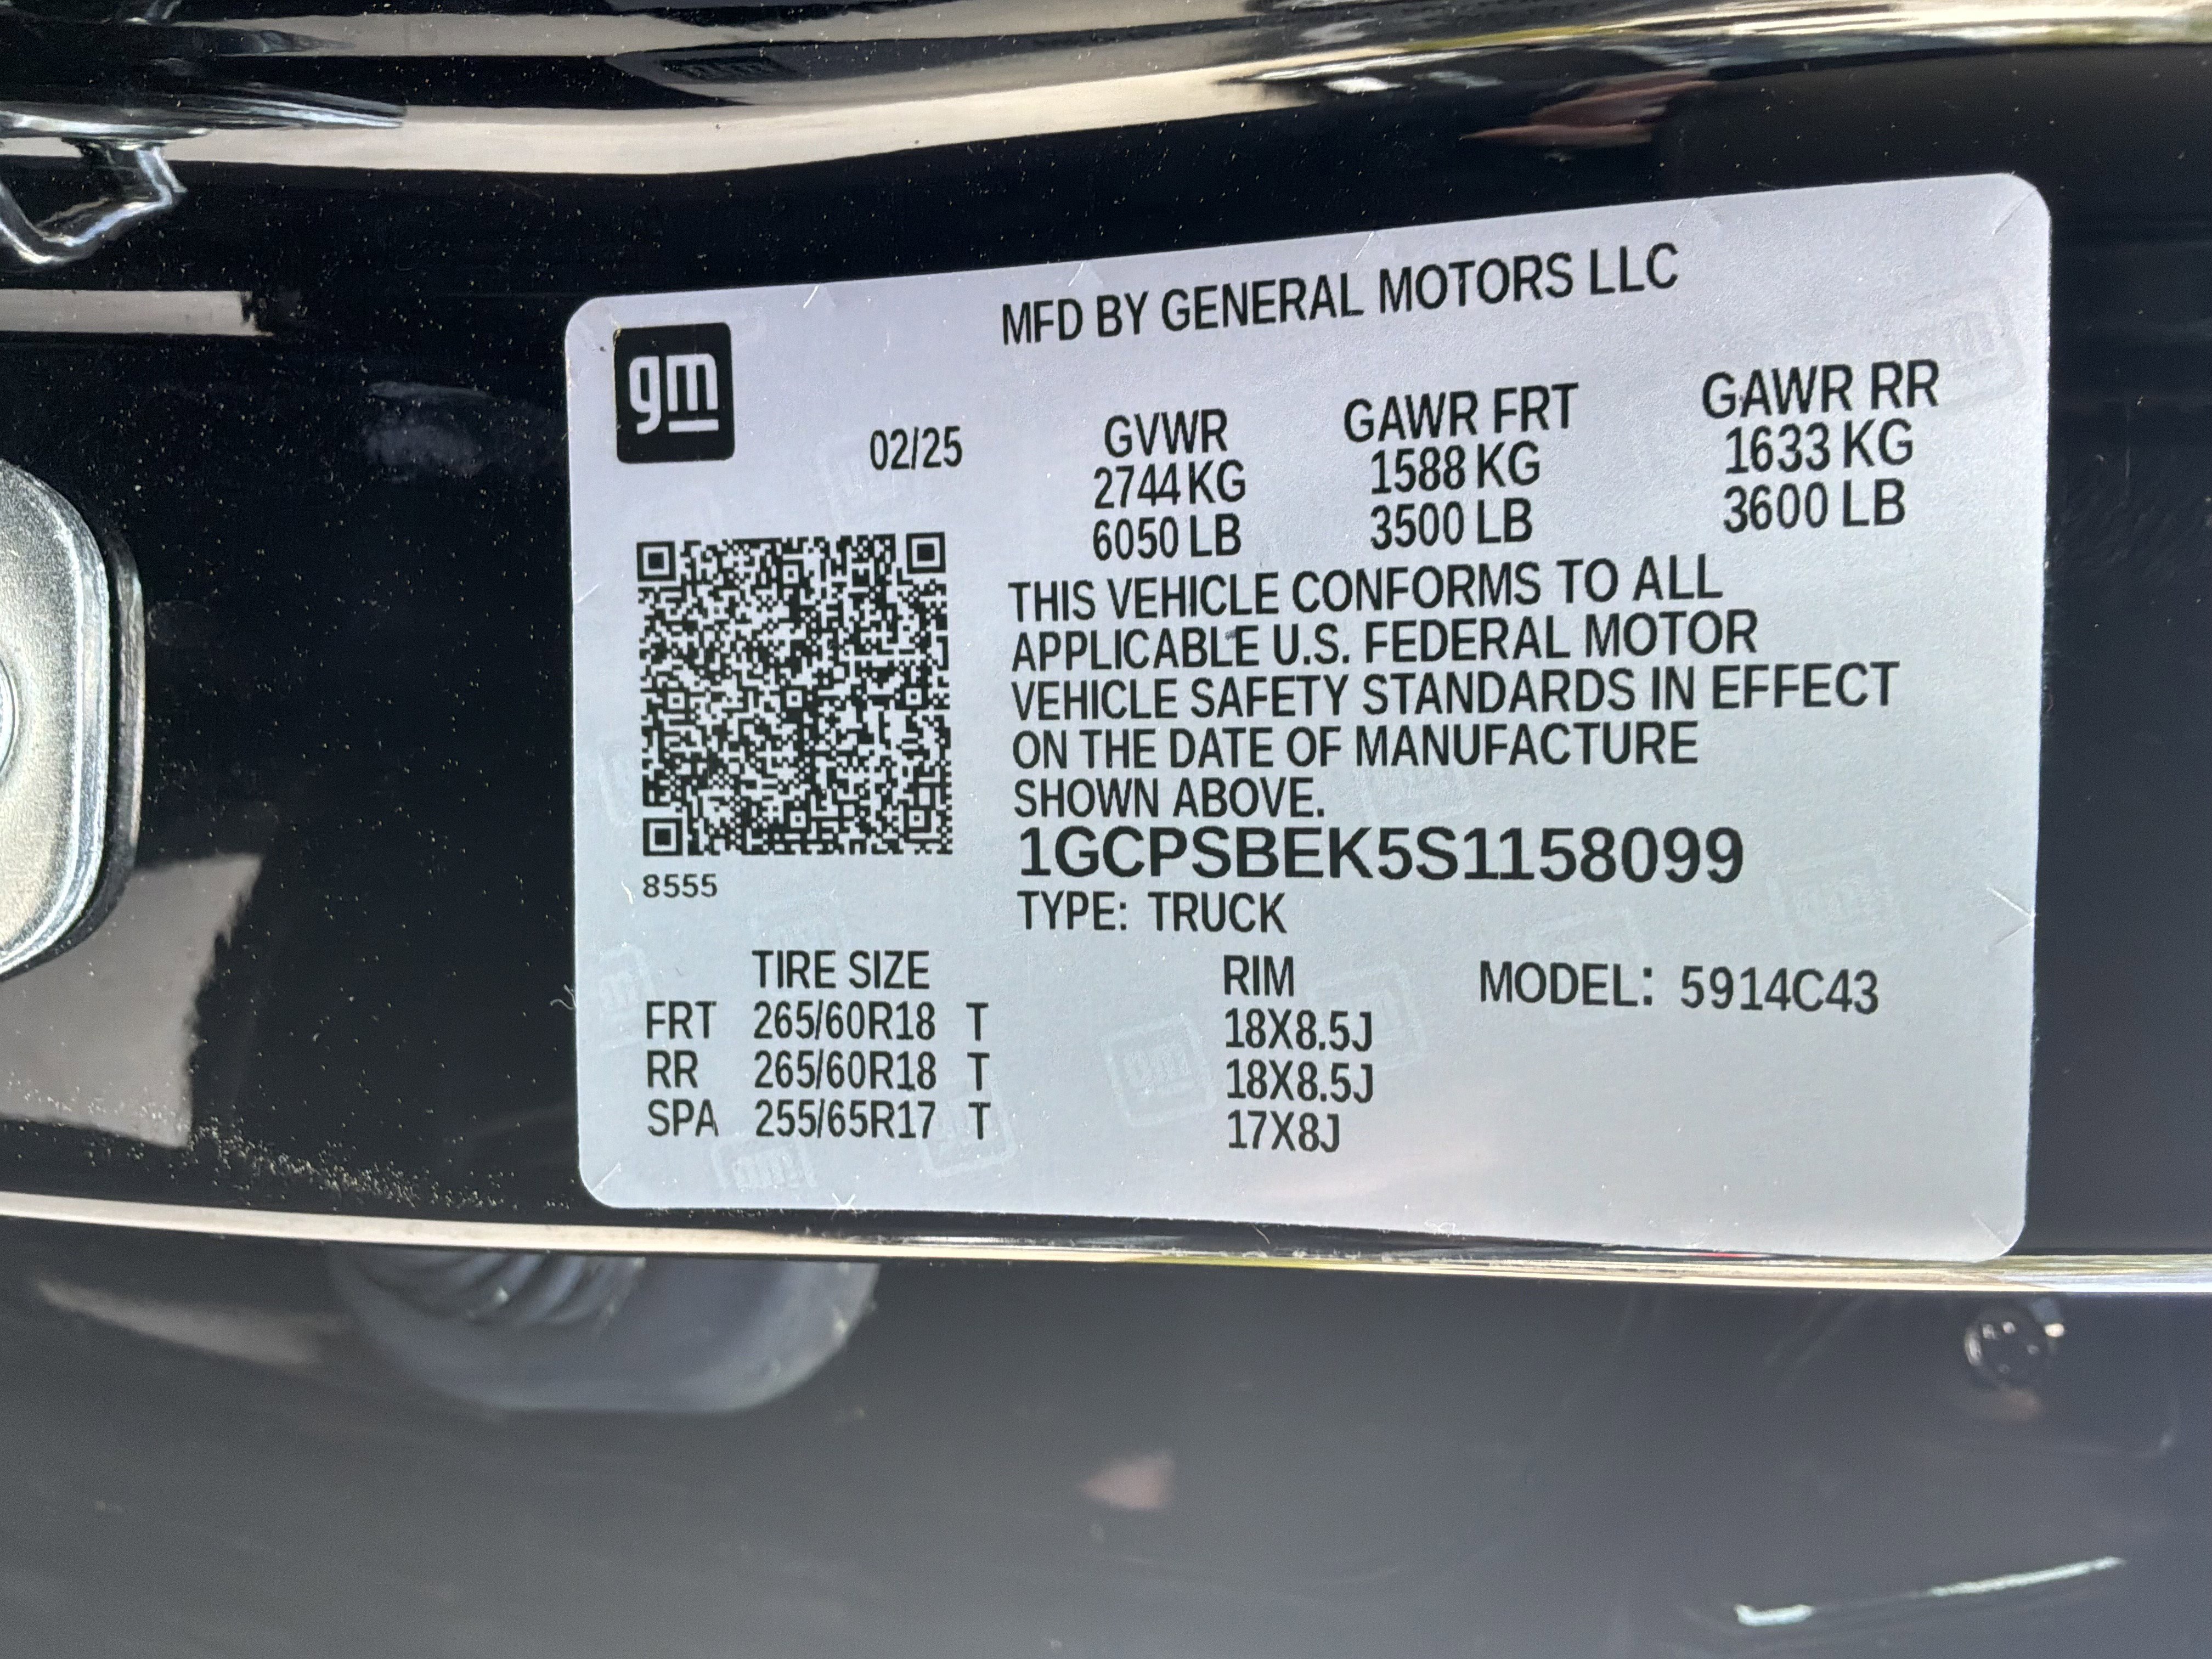 gm
MFD BY GENERAL MOTORS LLC
02/25
GVWR
2744 KG
6050 LB
GAWR FRT
1588 KG
3500 LB
GAWR RR
1633 KG
3600 LB
THIS VEHICLE CONFORMS TO ALL
APPLICABLE U.S. FEDERAL MOTOR
VEHICLE SAFETY STANDARDS IN EFFECT
ON THE DATE OF MANUFACTURE
SHOWN ABOVE.
1GCPSBEK5S1158099
8555
TYPE: TRUCK
TIRE SIZE RIM MODEL: 5914C43
FRT 265/60R18 T 18X8.5J
RR 265/60R18 T 18X8.5J
SPA 255/65R17 T 17X8J